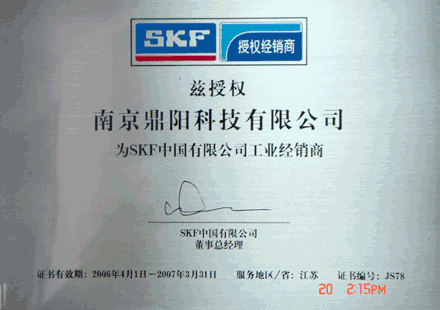 SKF 授权经销商
兹授权
南京鼎阳科技有限公司
为SKF中国有限公司工业经销商
SKF中国有限公司
董事总经理
证书有效期：2006年4月1日－2007年3月31日 服务地区/省：江苏 证书编号：JS78
20 2:15PM